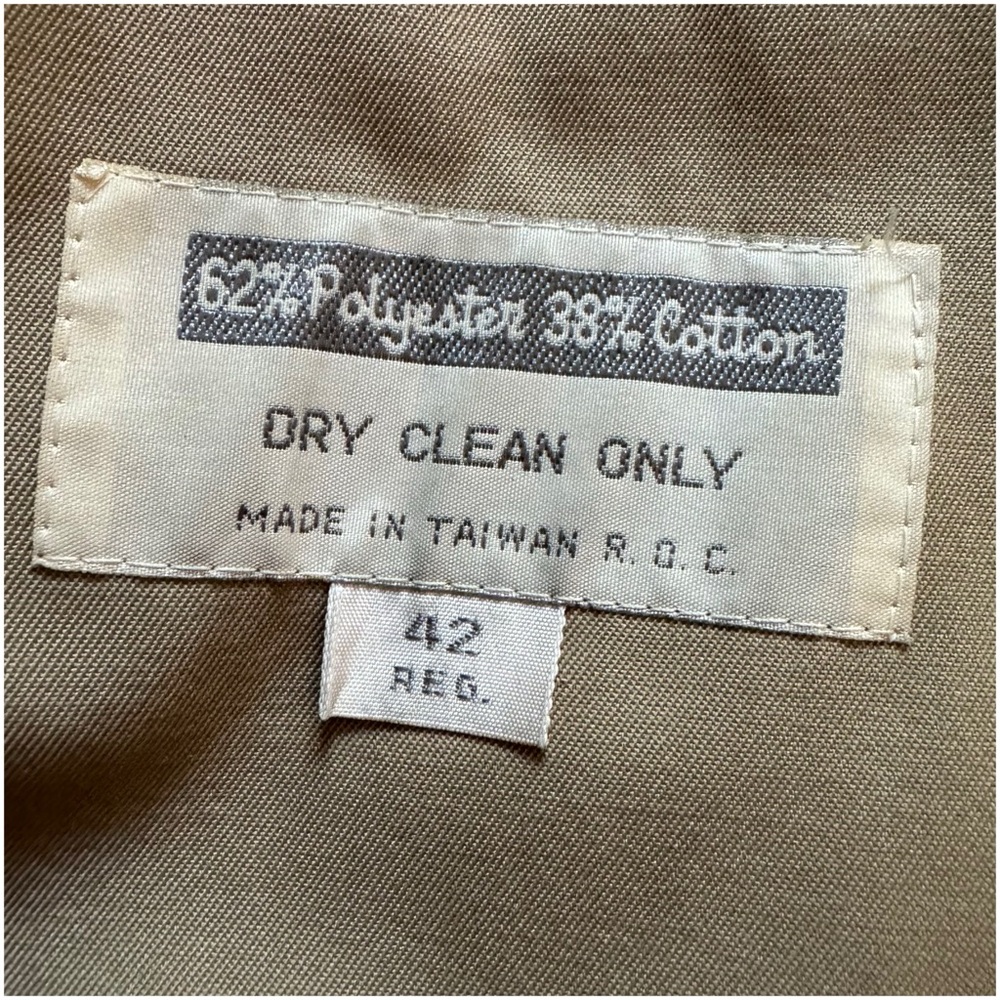 62% Polyester 38% Cotton
DRY CLEAN ONLY
MADE IN TAIWAN R.O.C.
42
REG.